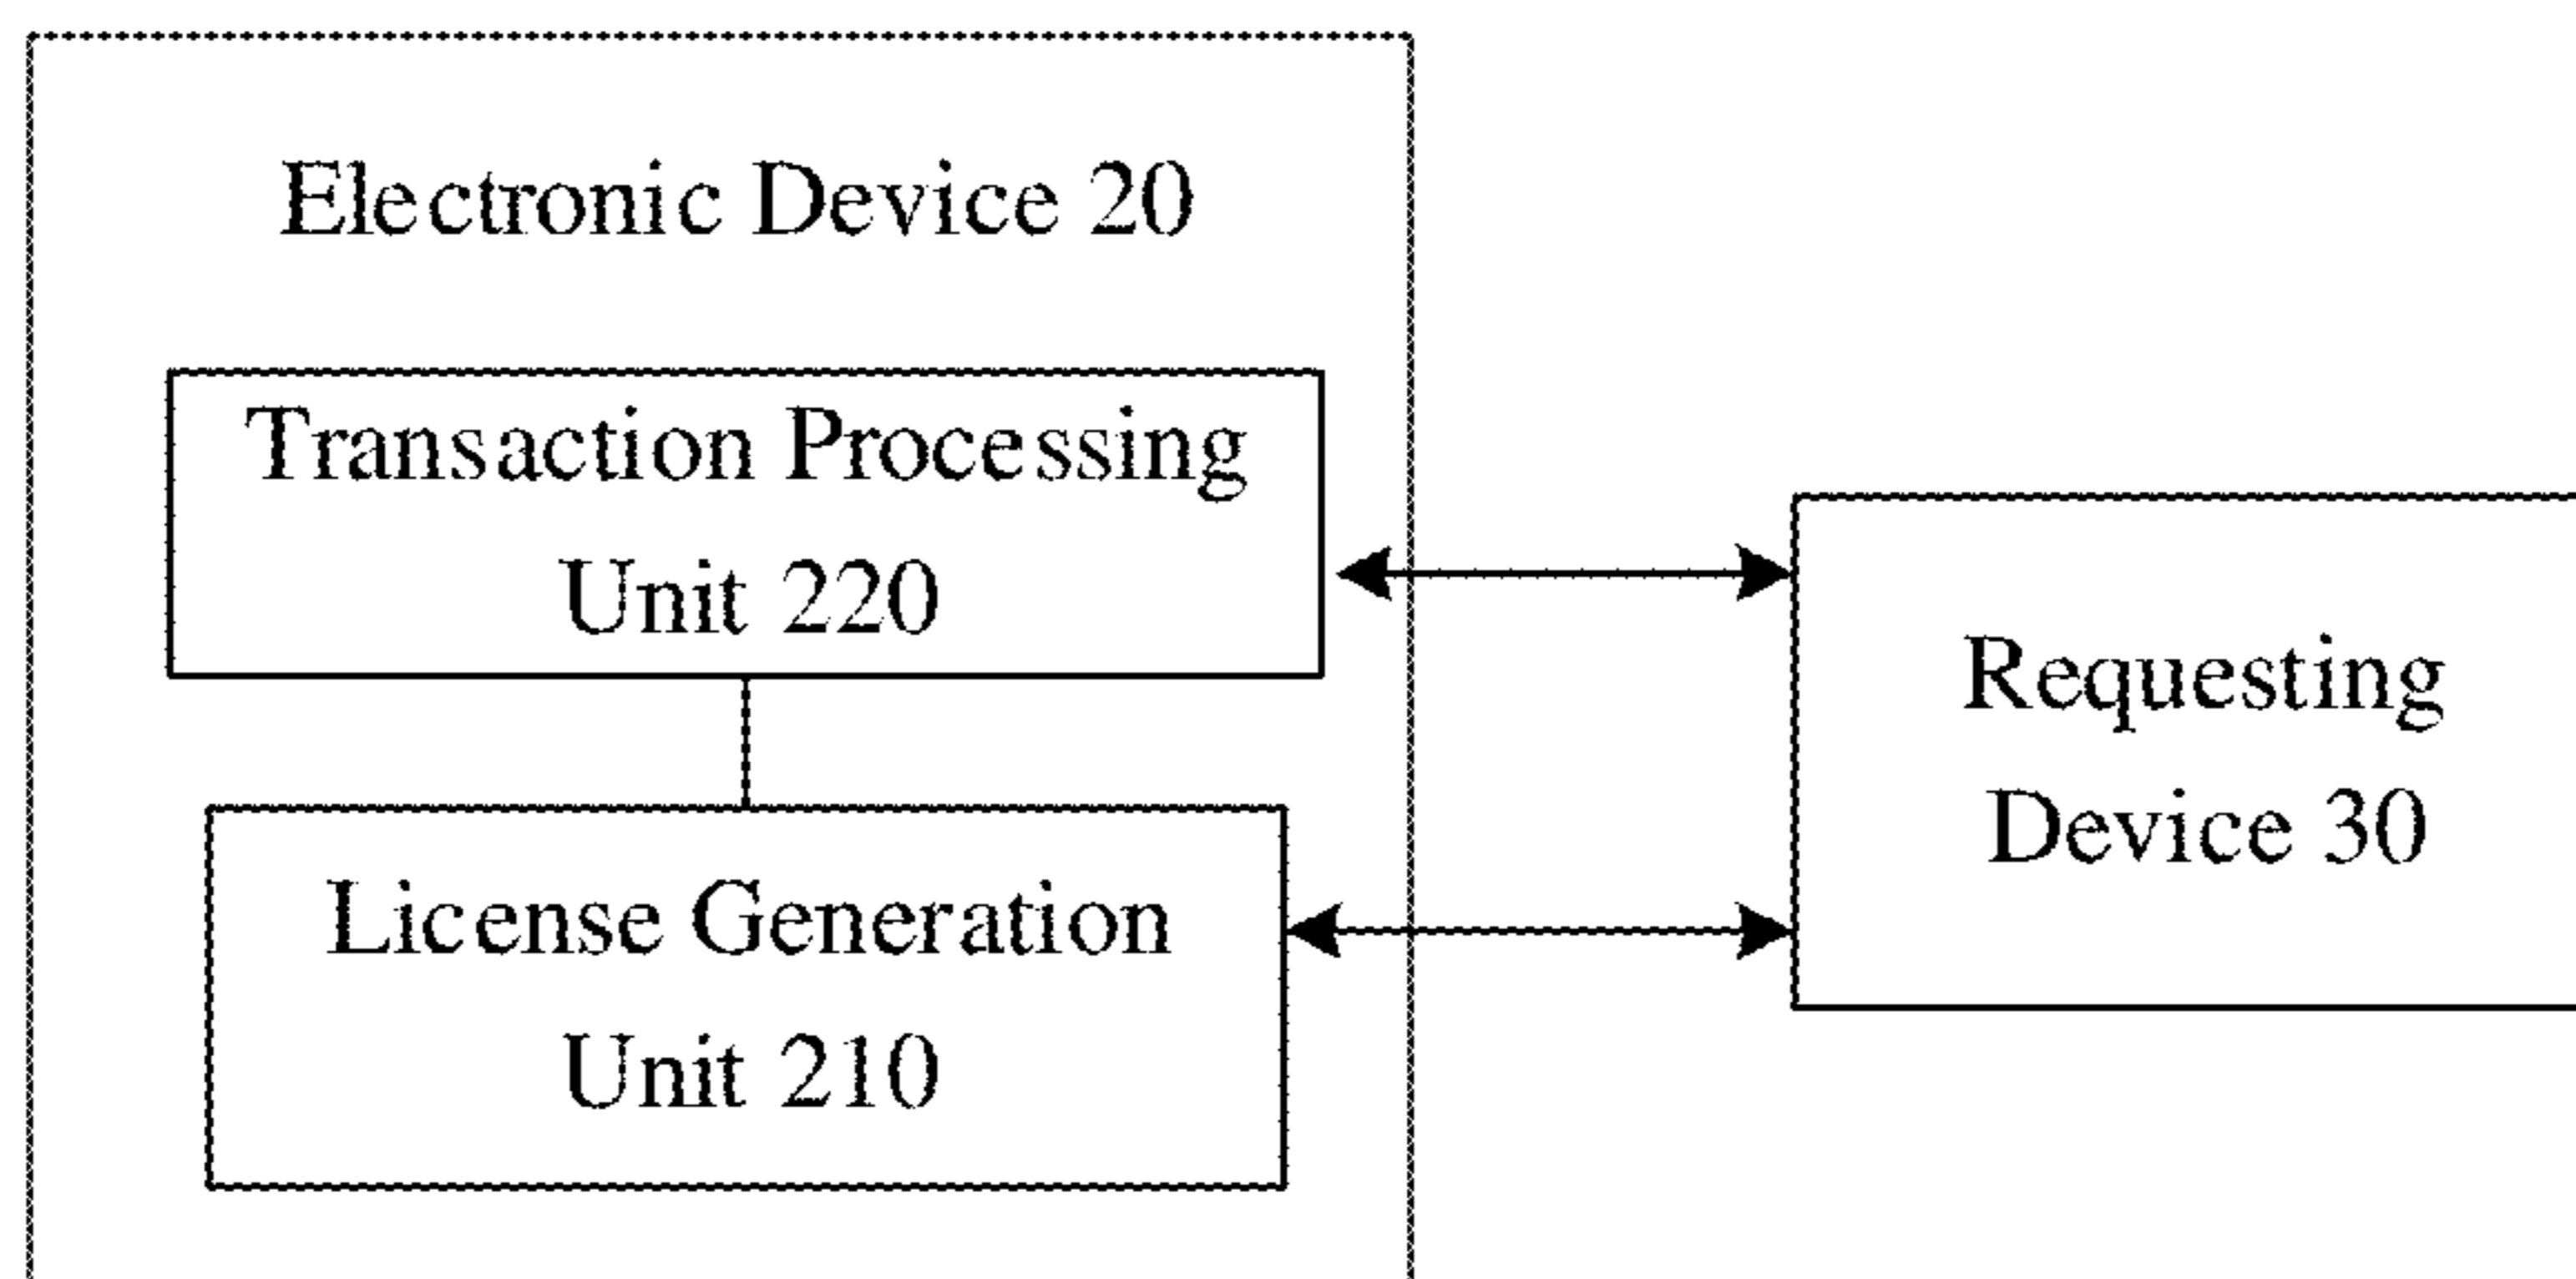 Electronic Device 20
Transaction Processing
Unit 220
License Generation
Unit 210
Requesting
Device 30